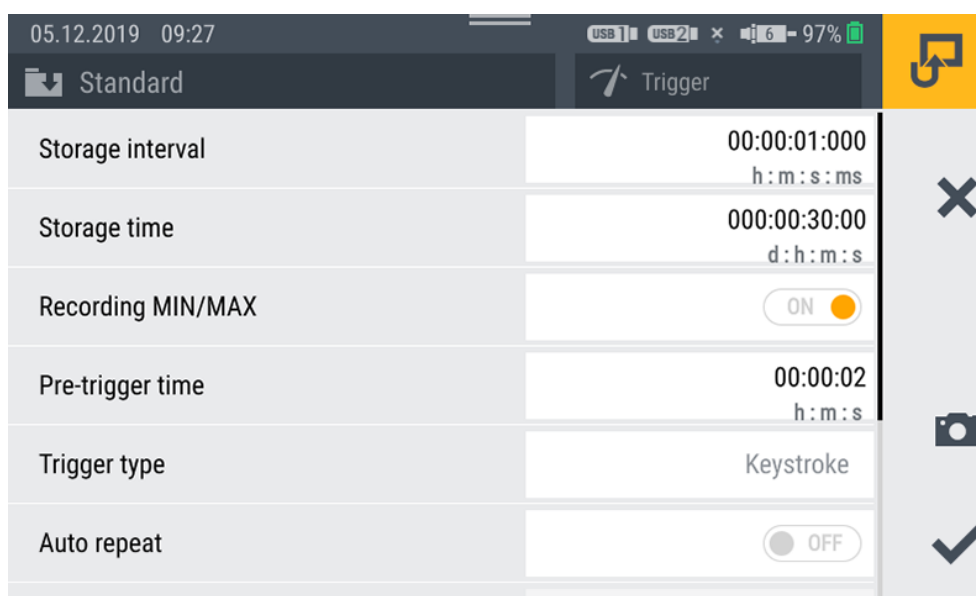 05.12.2019 09:27
USB 1 USB 2 6 97%
Standard
Trigger
Storage interval
00:00:01:000
h:m:s:ms
Storage time
000:00:30:00
d:h:m:s
Recording MIN/MAX
ON
Pre-trigger time
00:00:02
h:m:s
Trigger type
Keystroke
Auto repeat
OFF